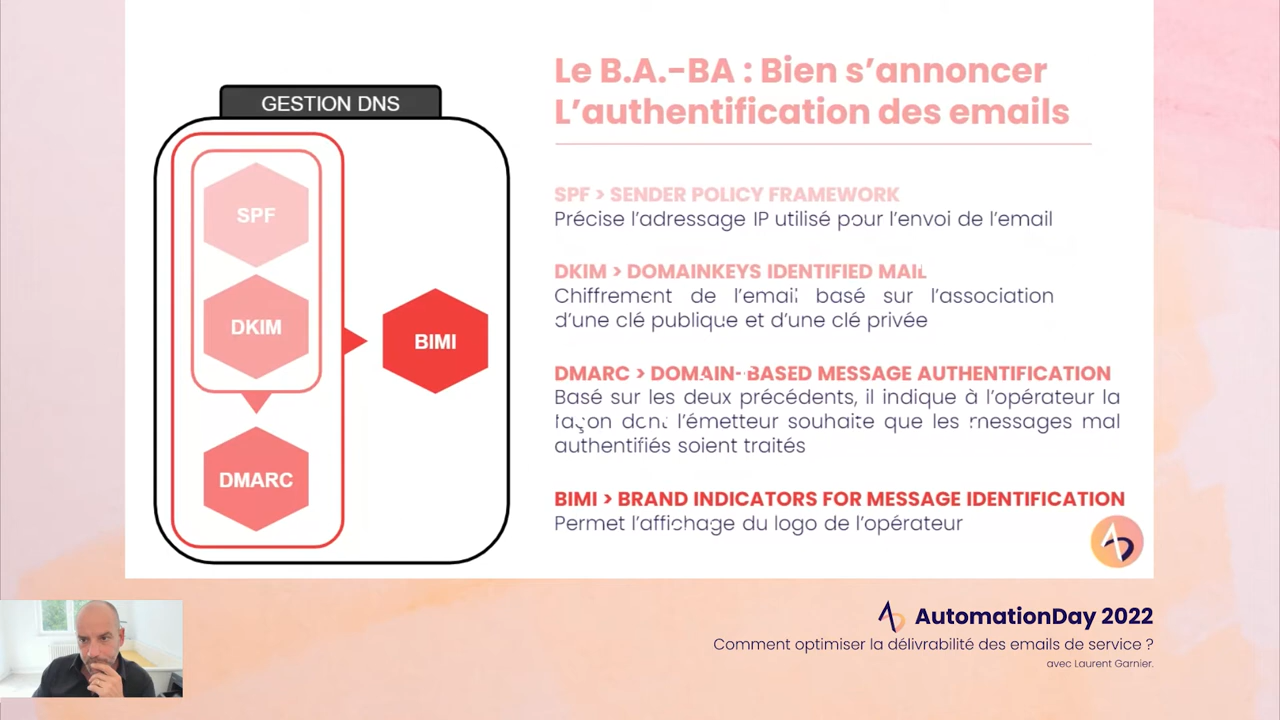 GESTION DNS
SPF
DKIM
BIMI
DMARC
Le B.A.-BA : Bien s’annoncer
L’authentification des emails
SPF > SENDER POLICY FRAMEWORK
Précise l’adressage IP utilisé pour l’envoi de l’email
DKIM > DOMAINKEYS IDENTIFIED MAIL
Chiffrement de l’email basé sur l’association
d’une clé publique et d’une clé privée
DMARC > DOMAIN-BASED MESSAGE AUTHENTIFICATION
Basé sur les deux précédents, il indique à l’opérateur la
façon dont l’émetteur souhaite que les messages mal
authentifiés soient traités
BIMI > BRAND INDICATORS FOR MESSAGE IDENTIFICATION
Permet l’affichage du logo de l’opérateur
AutomationDay 2022
Comment optimiser la délivrabilité des emails de service ?
avec Laurent Garnier.